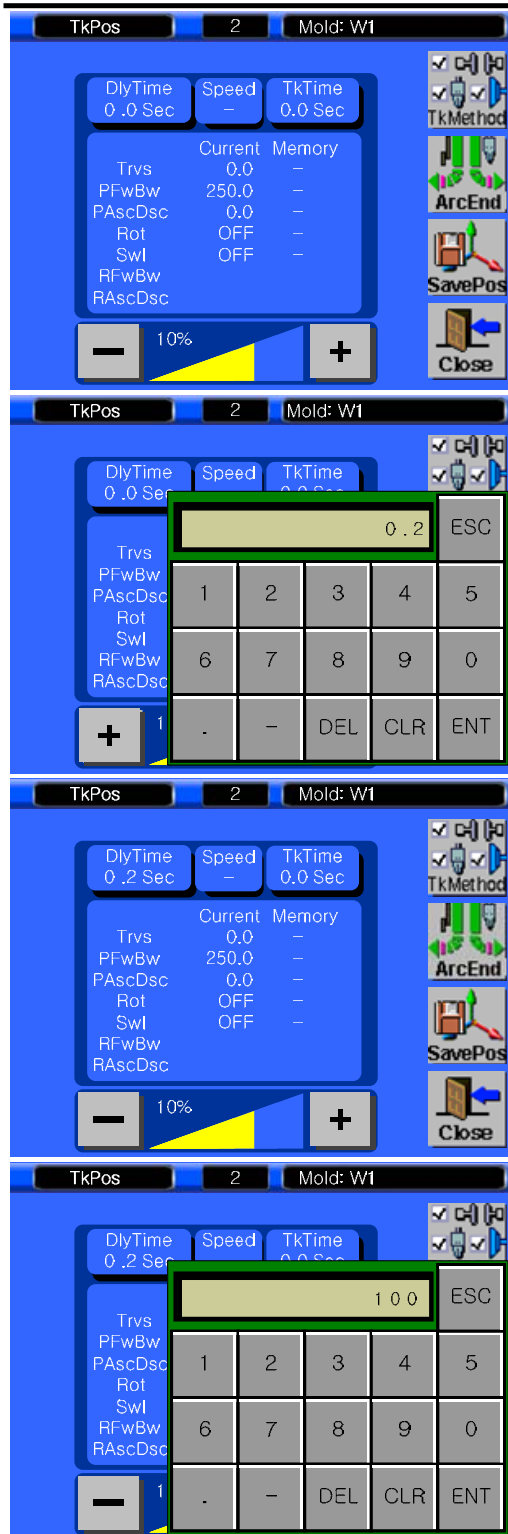 TkPos 2 Mold: W1
DlyTime Speed TkTime
0 .0 Sec – 0.0 Sec
TkMethod
Current Memory
Trvs 0.0 –
PFwBw 250.0 –
PAscDsc 0.0 –
Rot OFF –
Swl OFF –
RFwBw
RAscDsc
ArcEnd
SavePos
– 10% +
Close
TkPos 2 Mold: W1
DlyTime Speed TkTime
0 .0 Sec
0 . 2 ESC
Trvs
PFwBw
PAscDsc
Rot
Swl
RFwBw
RAscDsc
1 2 3 4 5
6 7 8 9 0
. – DEL CLR ENT
+ 1
TkPos 2 Mold: W1
DlyTime Speed TkTime
0 .2 Sec – 0.0 Sec
TkMethod
Current Memory
Trvs 0.0 –
PFwBw 250.0 –
PAscDsc 0.0 –
Rot OFF –
Swl OFF –
RFwBw
RAscDsc
ArcEnd
SavePos
– 10% +
Close
TkPos 2 Mold: W1
DlyTime Speed TkTime
0 .2 Sec
1 0 0 ESC
Trvs
PFwBw
PAscDsc
Rot
Swl
RFwBw
RAscDsc
1 2 3 4 5
6 7 8 9 0
. – DEL CLR ENT
– 1